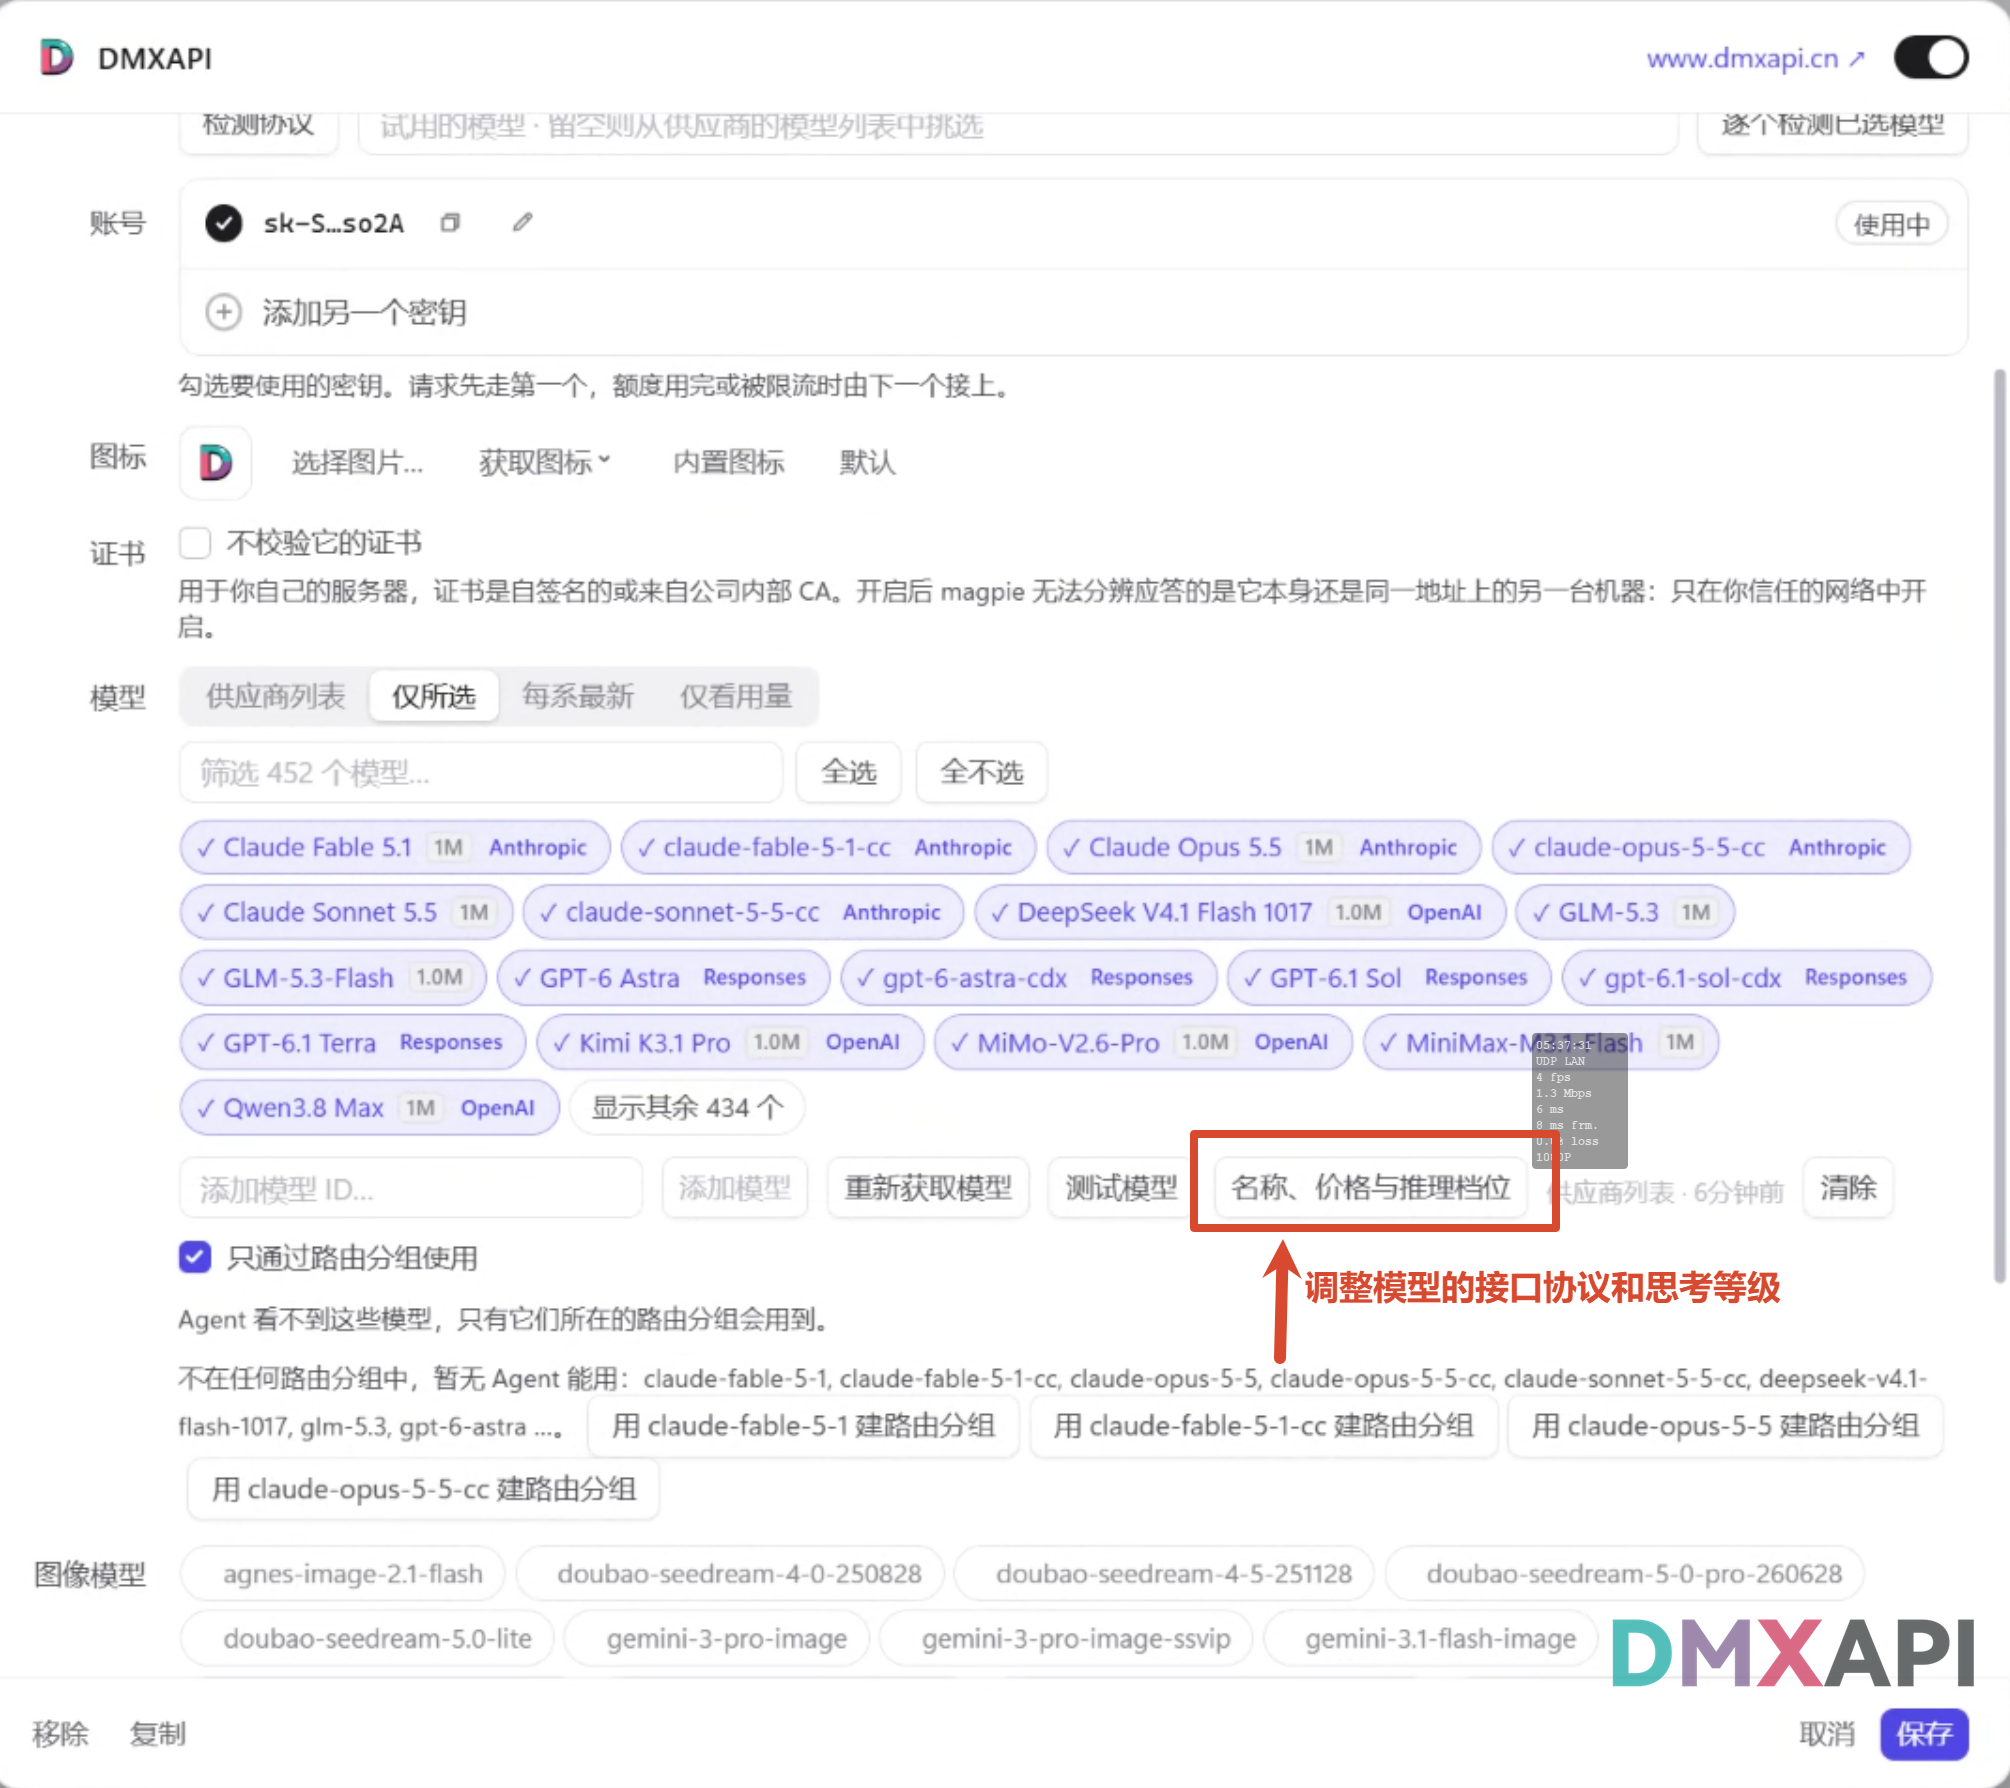 DMXAPI
www.dmxapi.cn ↗
检测协议 试用的模型 · 留空则从供应商的模型列表中挑选 逐个检测已选模型
账号 sk-S...so2A 使用中
添加另一个密钥
勾选要使用的密钥。请求先走第一个，额度用完或被限流时由下一个接上。
图标 D 选择图片... 获取图标 内置图标 默认
证书 不校验它的证书
用于你自己的服务器，证书是自签名的或来自公司内部 CA。开启后 magpie 无法分辨应答的是它本身还是同一地址上的另一台机器：只在你信任的网络中开
启。
模型 供应商列表 仅所选 每系最新 仅看用量
筛选 452 个模型... 全选 全不选
✓ Claude Fable 5.1 1M Anthropic ✓ claude-fable-5-1-cc Anthropic ✓ Claude Opus 5.5 1M Anthropic ✓ claude-opus-5-5-cc Anthropic
✓ Claude Sonnet 5.5 1M ✓ claude-sonnet-5-5-cc Anthropic ✓ DeepSeek V4.1 Flash 1017 1.0M OpenAI ✓ GLM-5.3 1M
✓ GLM-5.3-Flash 1.0M ✓ GPT-6 Astra Responses ✓ gpt-6-astra-cdx Responses ✓ GPT-6.1 Sol Responses ✓ gpt-6.1-sol-cdx Responses
✓ GPT-6.1 Terra Responses ✓ Kimi K3.1 Pro 1.0M OpenAI ✓ MiMo-V2.6-Pro 1.0M OpenAI ✓ MiniMax-M3.1-Flash 1M
05:37:31
UDP LAN
4 fps
1.3 Mbps
6 ms
8 ms frm.
loss
✓ Qwen3.8 Max 1M OpenAI 显示其余 434 个
添加模型 ID... 添加模型 重新获取模型 测试模型 名称、价格与推理档位 供应商列表 · 6分钟前 清除
只通过路由分组使用
调整模型的接口协议和思考等级
Agent 看不到这些模型，只有它们所在的路由分组会用到。
不在任何路由分组中，暂无 Agent 能用：claude-fable-5-1, claude-fable-5-1-cc, claude-opus-5-5, claude-opus-5-5-cc, claude-sonnet-5-5-cc, deepseek-v4.1-
flash-1017, glm-5.3, gpt-6-astra ...。 用 claude-fable-5-1 建路由分组 用 claude-fable-5-1-cc 建路由分组 用 claude-opus-5-5 建路由分组
用 claude-opus-5-5-cc 建路由分组
图像模型 agnes-image-2.1-flash doubao-seedream-4-0-250828 doubao-seedream-4-5-251128 doubao-seedream-5-0-pro-260628
doubao-seedream-5.0-lite gemini-3-pro-image gemini-3-pro-image-ssvip gemini-3.1-flash-image
DMXAPI
移除 复制 取消 保存